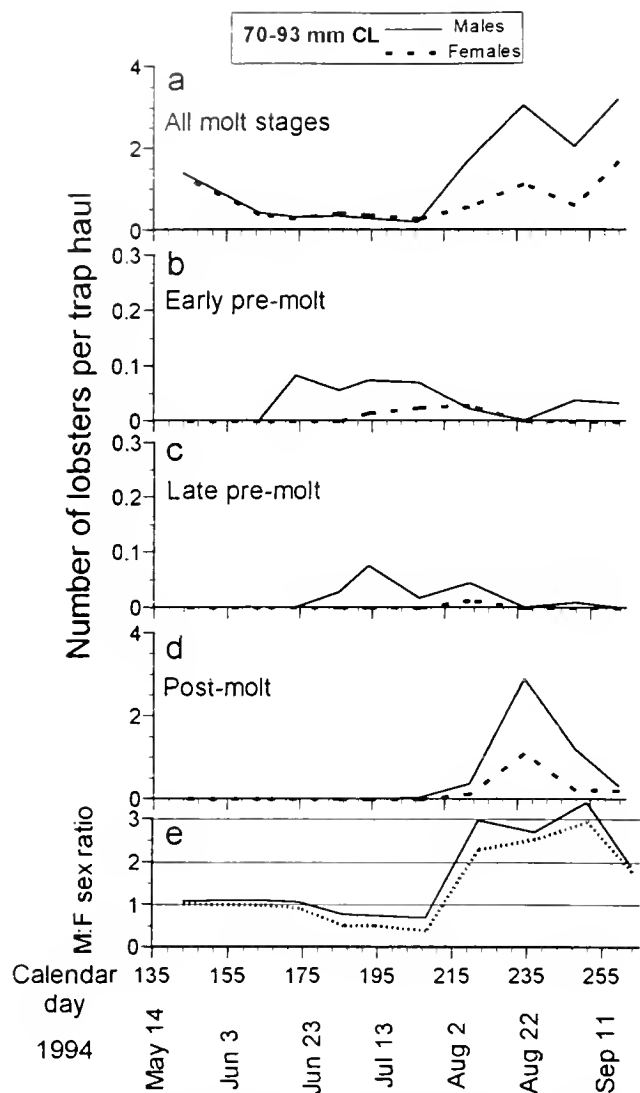 70-93 mm CL
Males
Females
Number of lobsters per trap haul
a
All molt stages
4
2
0
b
Early pre-molt
0.3
0.2
0.1
0
c
Late pre-molt
0.3
0.2
0.1
0
d
Post-molt
4
2
0
M:F sex ratio
e
3
2
1
0
Calendar day
135 155 175 195 215 235 255
1994
May 14
Jun 3
Jun 23
Jul 13
Aug 2
Aug 22
Sep 11